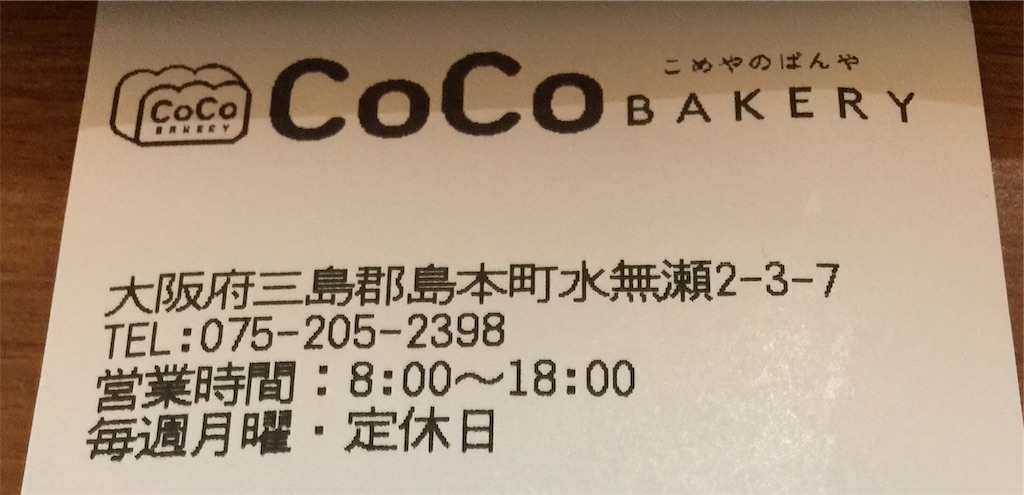 CoCo
BAKERY
こめやのぱんや
CoCo BAKERY
大阪府三島郡島本町水無瀬2-3-7
TEL:075-205-2398
営業時間：8:00〜18:00
毎週月曜・定休日